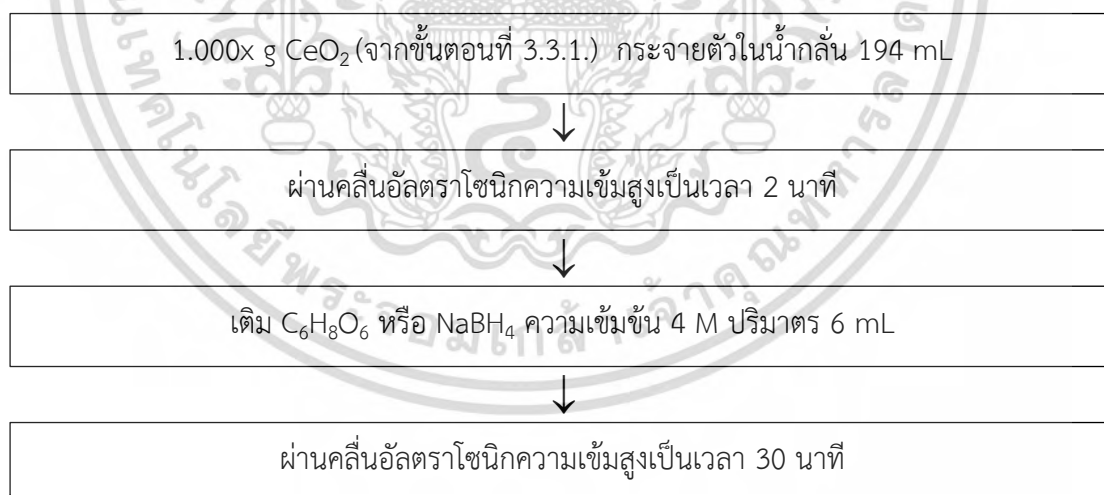 1.000x g CeO₂ (จากขั้นตอนที่ 3.3.1.) กระจายตัวในน้ำกลั่น 194 mL
↓
ผ่านคลื่นอัลตราโซนิกความเข้มสูงเป็นเวลา 2 นาที
↓
เติม C₆H₈O₆ หรือ NaBH₄ ความเข้มข้น 4 M ปริมาตร 6 mL
↓
ผ่านคลื่นอัลตราโซนิกความเข้มสูงเป็นเวลา 30 นาที